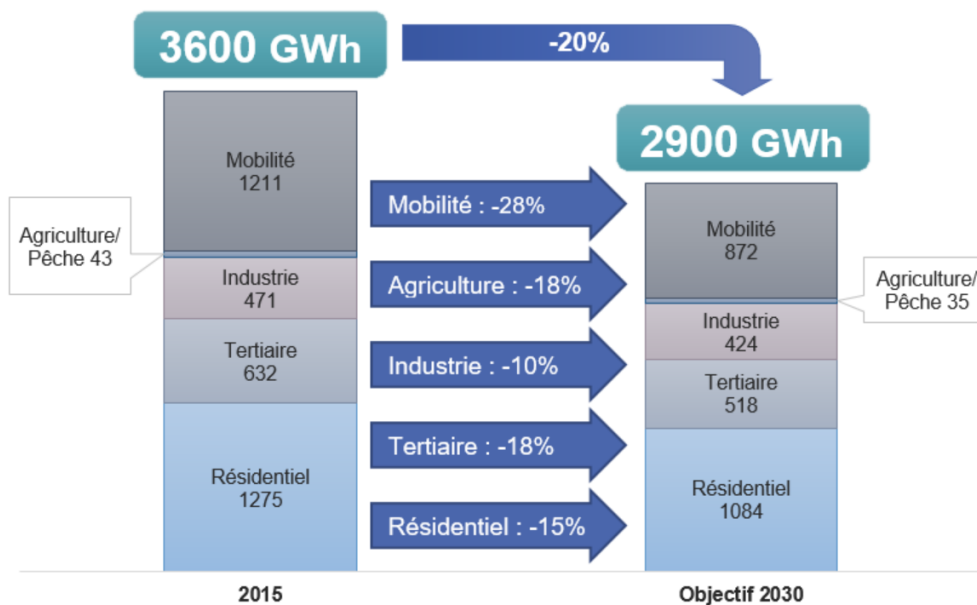 3600 GWh
-20%
2900 GWh
Mobilité
1211
Agriculture/
Pêche 43
Industrie
471
Tertiaire
632
Résidentiel
1275
Mobilité : -28%
Agriculture : -18%
Industrie : -10%
Tertiaire : -18%
Résidentiel : -15%
Mobilité
872
Agriculture/
Pêche 35
Industrie
424
Tertiaire
518
Résidentiel
1084
2015
Objectif 2030